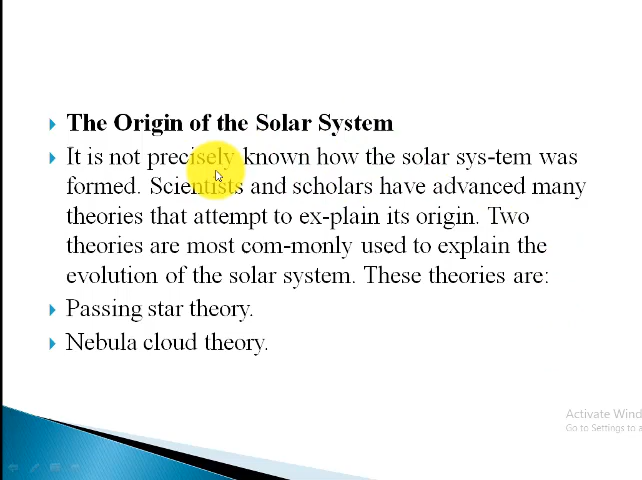 The Origin of the Solar System
It is not precisely known how the solar sys-tem was
formed. Scientists and scholars have advanced many
theories that attempt to ex-plain its origin. Two
theories are most com-monly used to explain the
evolution of the solar system. These theories are:
Passing star theory.
Nebula cloud theory.
Activate Wind
Go to Settings to a